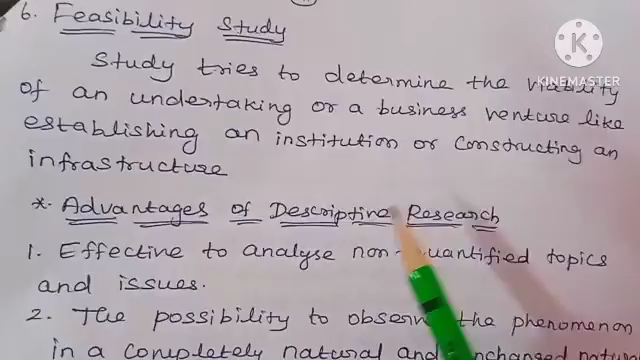 6. Feasibility Study
Study tries to determine the viability
of an undertaking or a business venture like
establishing an institution or constructing an
infrastructure
*. Advantages of Descriptive Research
1. Effective to analyse non-quantified topics
and issues.
2. The possibility to observe the phenomenon
in a completely natural and unchanged natur
KINEMASTER